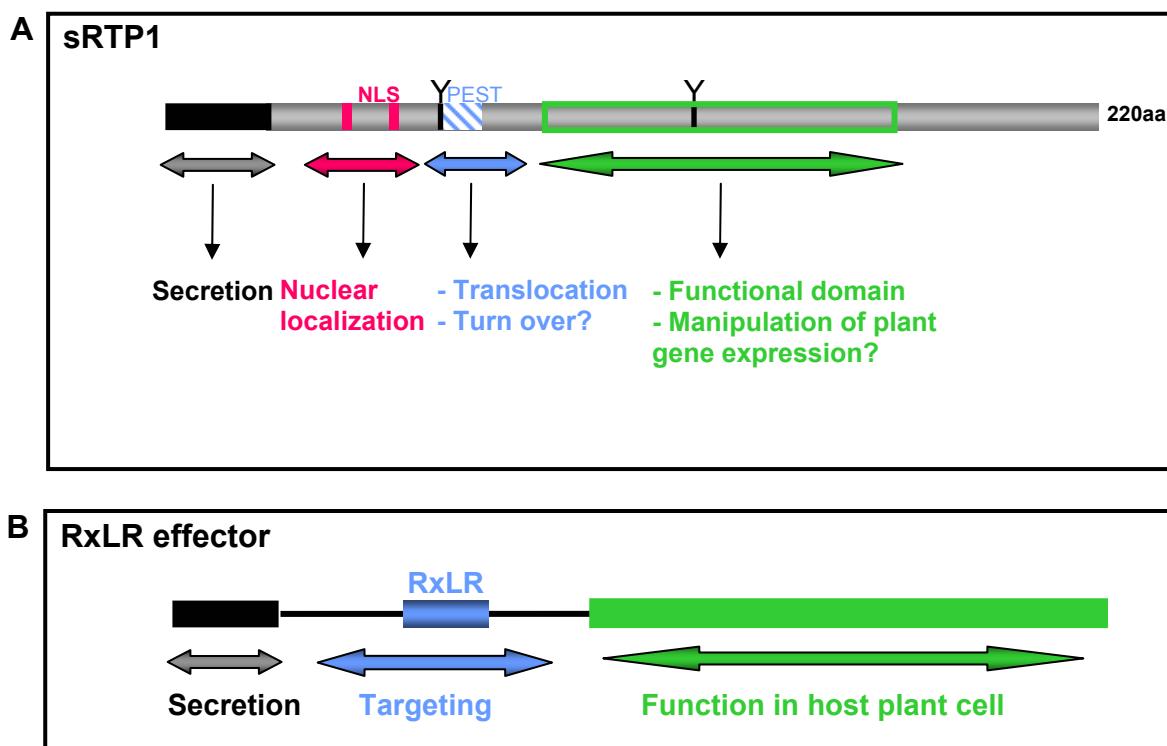 A
sRTP1
NLS
Y
PEST
Y
220aa
Secretion
Nuclear
localization
- Translocation
- Turn over?
- Functional domain
- Manipulation of plant
gene expression?
B
RxLR effector
RxLR
Secretion
Targeting
Function in host plant cell